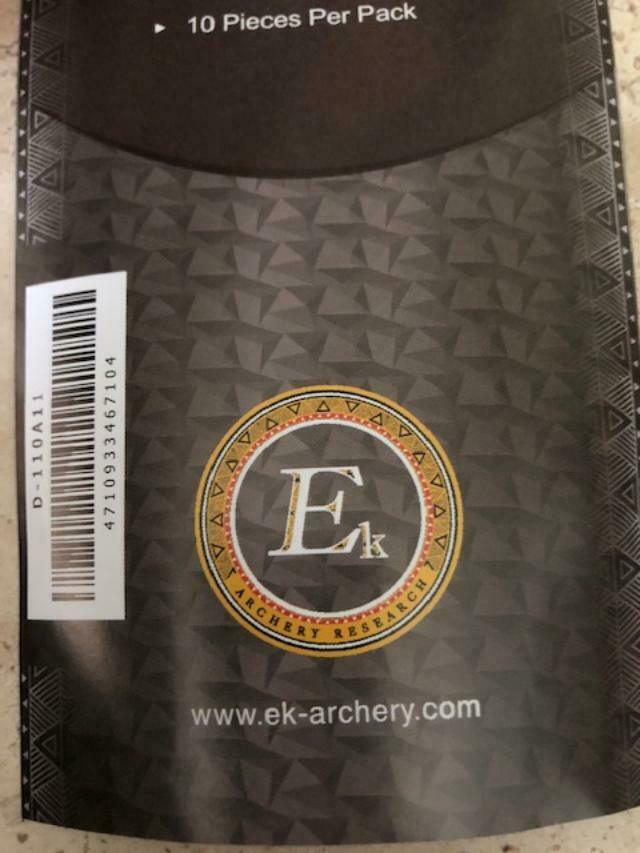 ▸ 10 Pieces Per Pack
D-110A11
4710933467104
Ek
ARCHERY RESEARCH
www.ek-archery.com